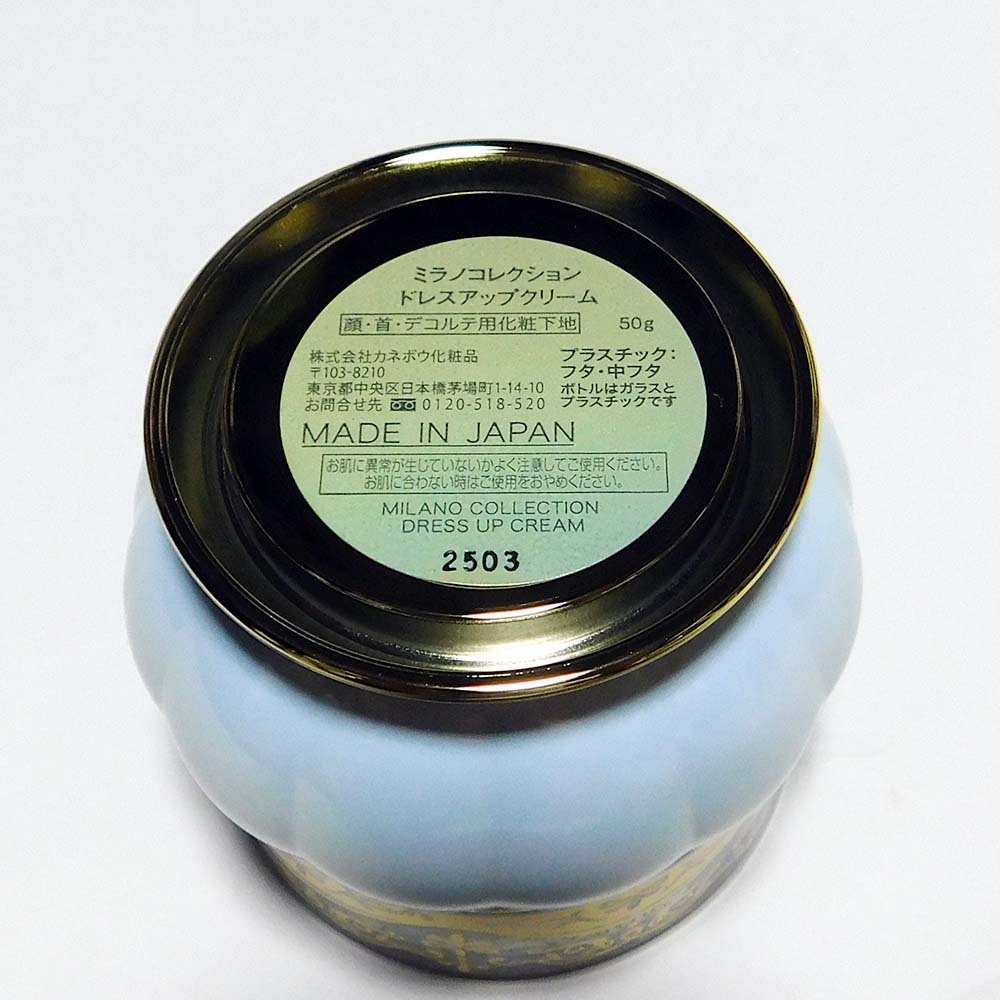 ミラノコレクション
ドレスアップクリーム
顔・首・デコルテ用化粧下地 50g
株式会社カネボウ化粧品
〒103-8210
東京都中央区日本橋茅場町1-14-10
お問合せ先 0120-518-520
プラスチック：
フタ・中フタ
ボトルはガラスと
プラスチックです
MADE IN JAPAN
お肌に異常が生じていないかよく注意してご使用ください。
お肌に合わない時はご使用をおやめください。
MILANO COLLECTION
DRESS UP CREAM
2503